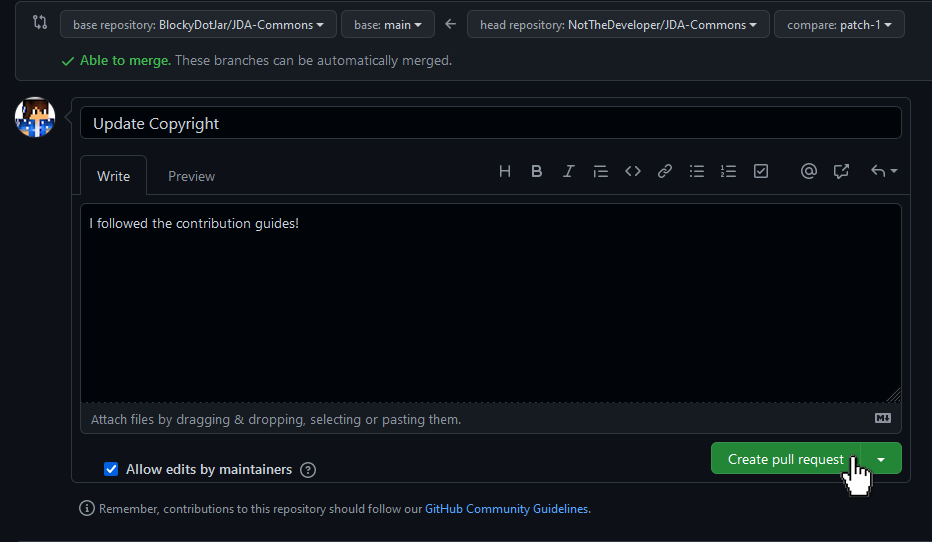 base repository: BlockyDotJar/JDA-Commons base: main head repository: NotTheDeveloper/JDA-Commons compare: patch-1
Able to merge. These branches can be automatically merged.
Update Copyright
Write Preview H B I
I followed the contribution guides!
Attach files by dragging & dropping, selecting or pasting them.
Allow edits by maintainers
Create pull request
Remember, contributions to this repository should follow our GitHub Community Guidelines.